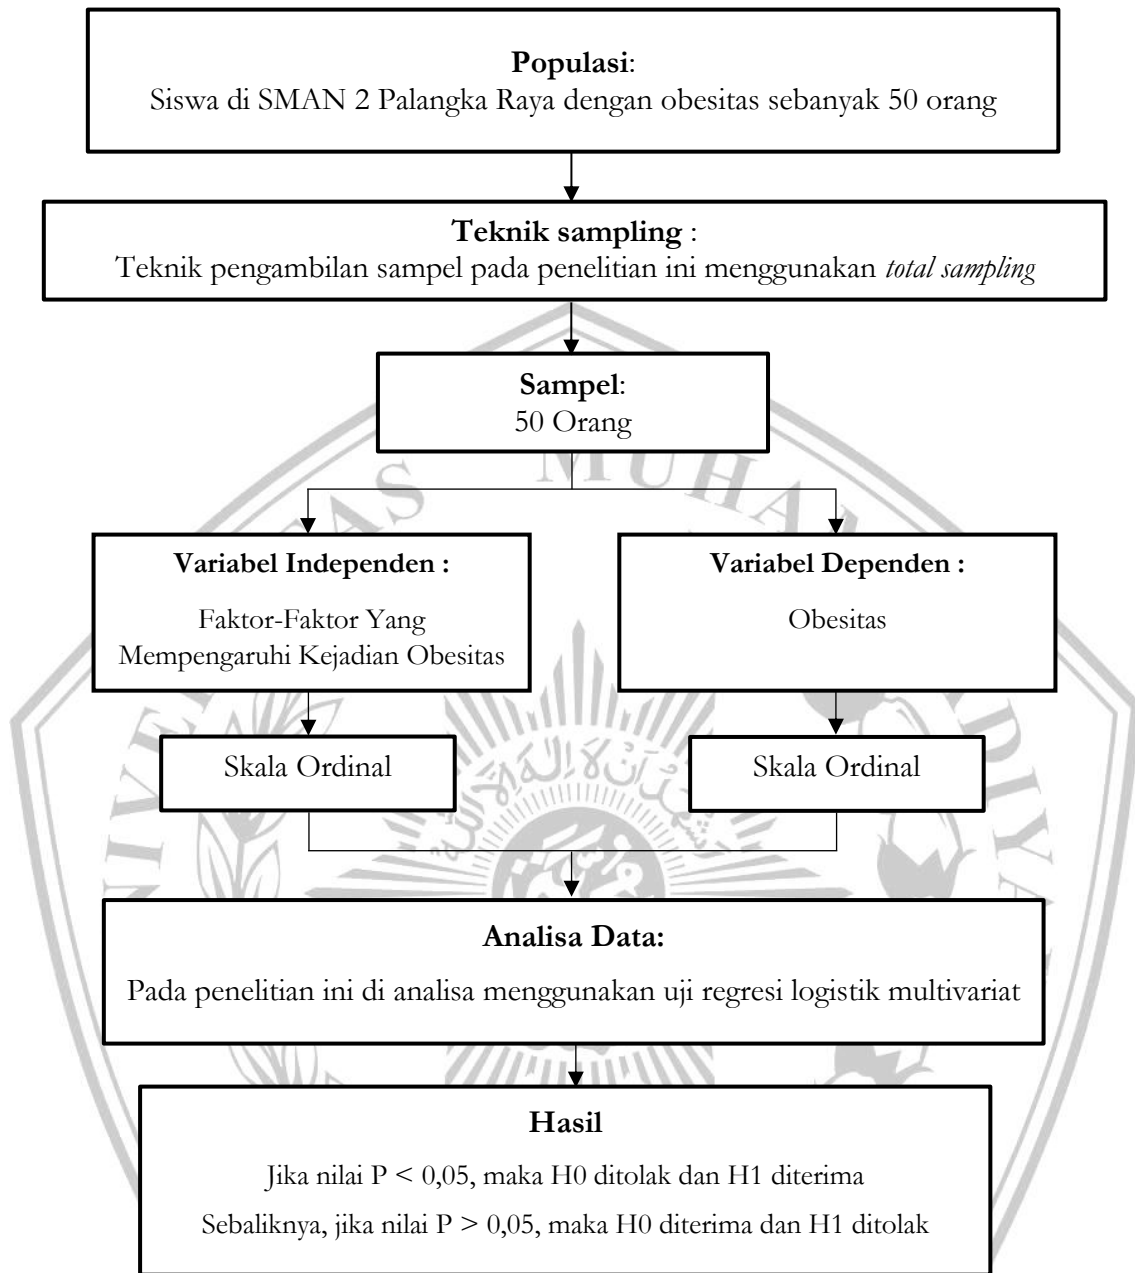 Populasi:
Siswa di SMAN 2 Palangka Raya dengan obesitas sebanyak 50 orang
Teknik sampling :
Teknik pengambilan sampel pada penelitian ini menggunakan total sampling
Sampel:
50 Orang
Variabel Independen :
Faktor-Faktor Yang
Mempengaruhi Kejadian Obesitas
Variabel Dependen :
Obesitas
Skala Ordinal
Skala Ordinal
Analisa Data:
Pada penelitian ini di analisa menggunakan uji regresi logistik multivariat
Hasil
Jika nilai P < 0,05, maka H0 ditolak dan H1 diterima
Sebaliknya, jika nilai P > 0,05, maka H0 diterima dan H1 ditolak